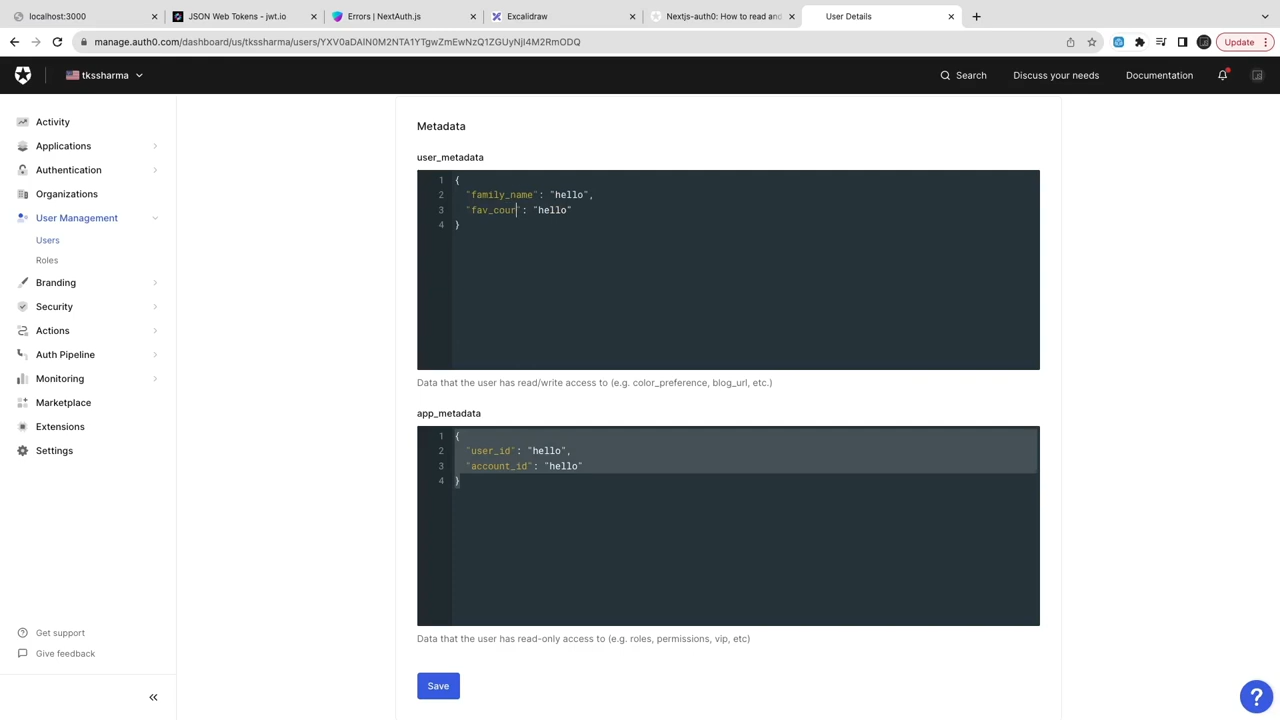 localhost:3000
JSON Web Tokens - jwt.io
Errors | NextAuth.js
Excalidraw
Nextjs-auth0: How to read and
User Details
manage.auth0.com/dashboard/us/tkssharma/users/YXV0aDAlN0M2NTA1YTgwZmEwNzQ1ZGUyNjI4M2RmODQ
Update
tkssharma
Search
Discuss your needs
Documentation
Activity
Applications
Authentication
Organizations
User Management
Users
Roles
Branding
Security
Actions
Auth Pipeline
Monitoring
Marketplace
Extensions
Settings
Get support
Give feedback
Metadata
user_metadata
1 {
2 "family_name": "hello",
3 "fav_cour": "hello"
4 }
Data that the user has read/write access to (e.g. color_preference, blog_url, etc.)
app_metadata
1 {
2 "user_id": "hello",
3 "account_id": "hello"
4 }
Data that the user has read-only access to (e.g. roles, permissions, vip, etc)
Save
?